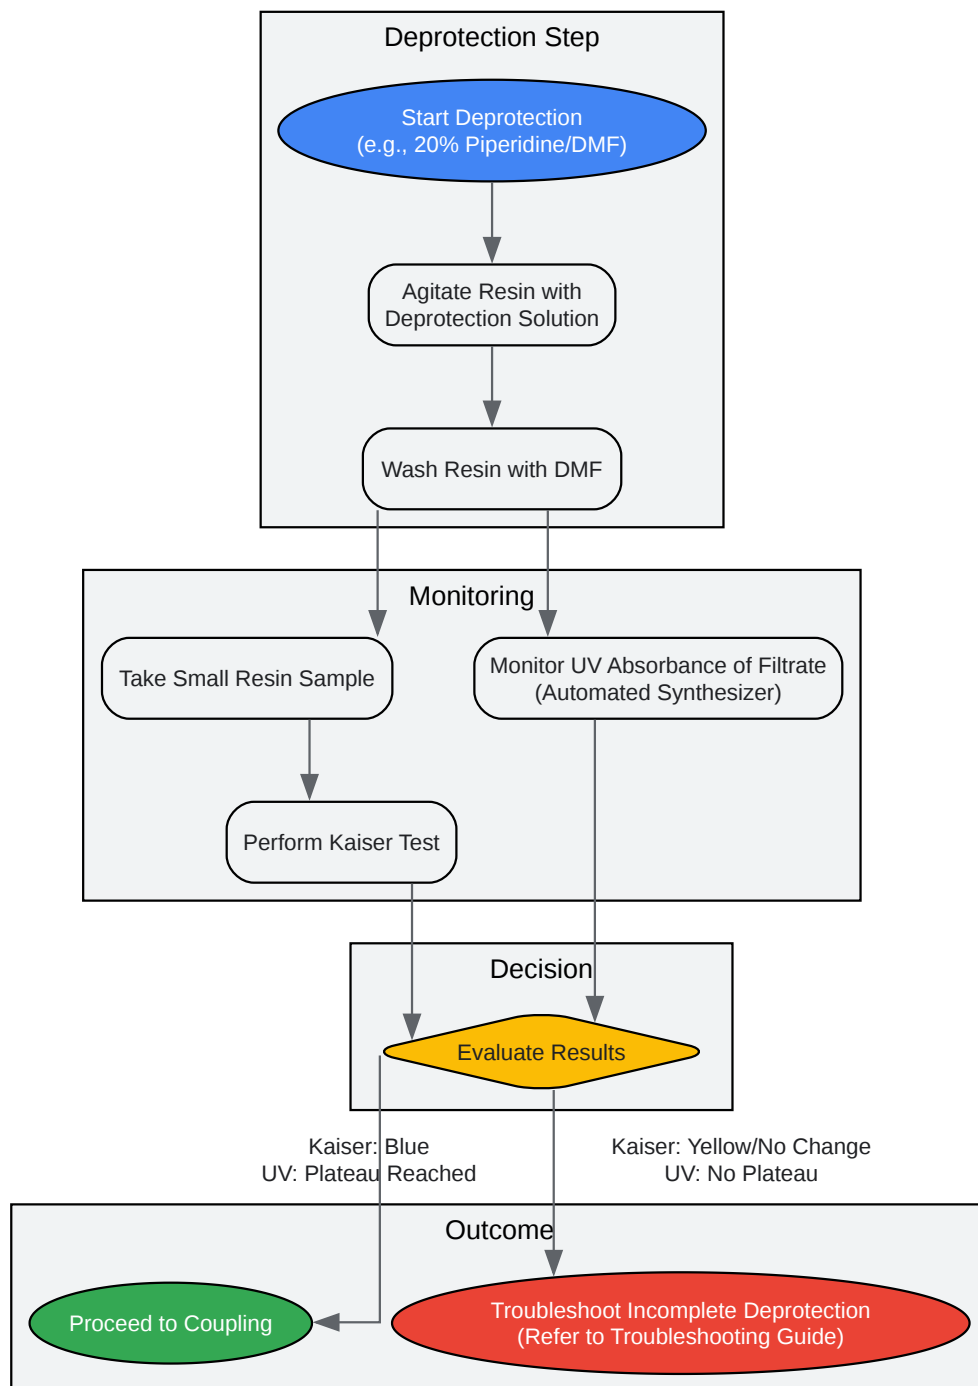 Deprotection Step
Start Deprotection
(e.g., 20% Piperidine/DMF)
Agitate Resin with
Deprotection Solution
Wash Resin with DMF
Monitoring
Take Small Resin Sample
Monitor UV Absorbance of Filtrate
(Automated Synthesizer)
Perform Kaiser Test
Decision
Evaluate Results
Kaiser: Blue
UV: Plateau Reached
Kaiser: Yellow/No Change
UV: No Plateau
Outcome
Proceed to Coupling
Troubleshoot Incomplete Deprotection
(Refer to Troubleshooting Guide)